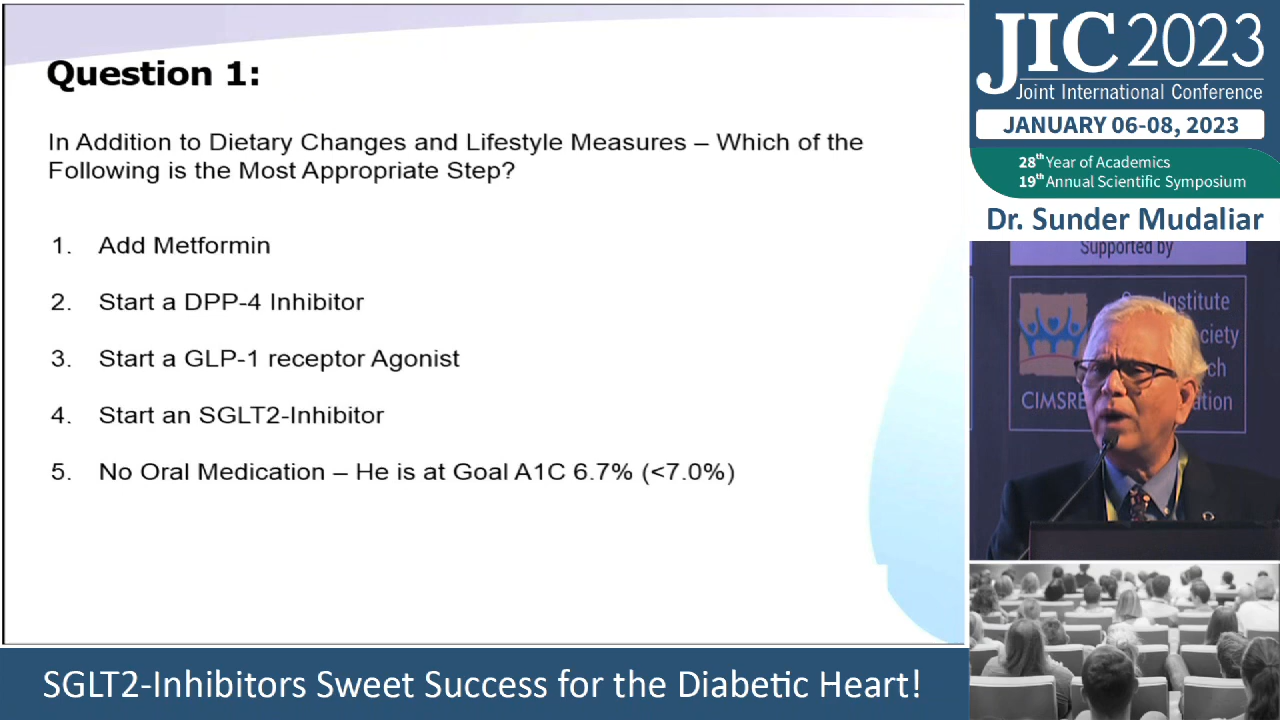 Question 1:
In Addition to Dietary Changes and Lifestyle Measures – Which of the
Following is the Most Appropriate Step?
1. Add Metformin
2. Start a DPP-4 Inhibitor
3. Start a GLP-1 receptor Agonist
4. Start an SGLT2-Inhibitor
5. No Oral Medication – He is at Goal A1C 6.7% (<7.0%)
JIC 2023
Joint International Conference
JANUARY 06-08, 2023
28th Year of Academics
19th Annual Scientific Symposium
Dr. Sunder Mudaliar
Supported by
Institute
SGLT2-Inhibitors Sweet Success for the Diabetic Heart!